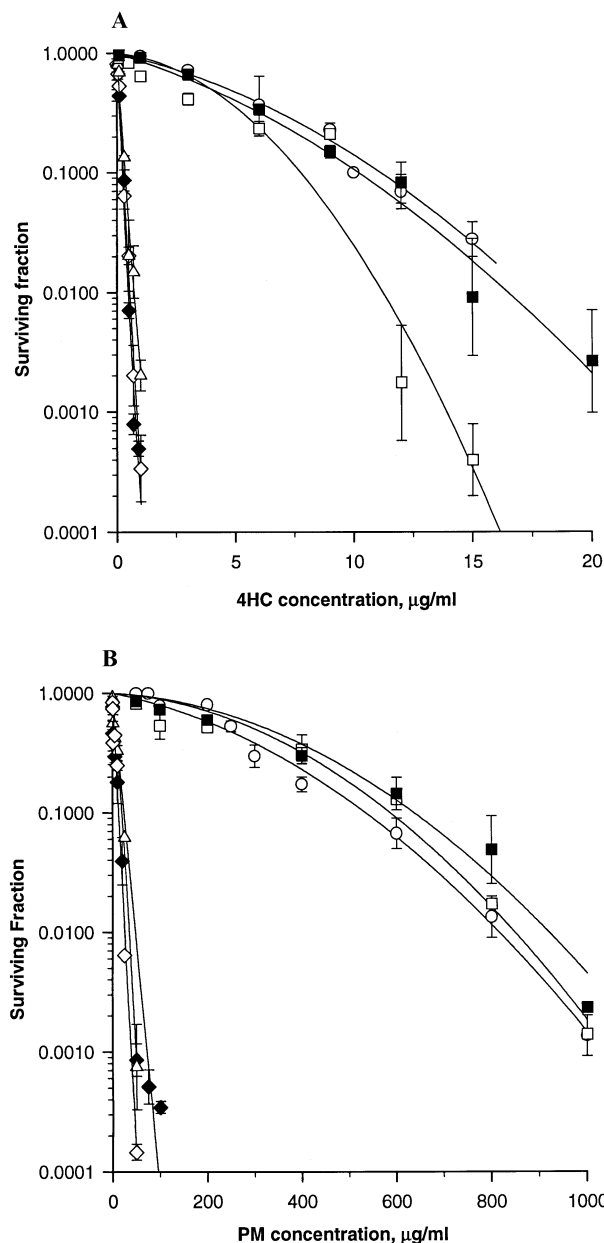 A
1.0000
0.1000
0.0100
0.0010
0.0001
Surviving fraction
0 5 10 15 20
4HC concentration, μg/ml
B
1.0000
0.1000
0.0100
0.0010
0.0001
Surviving Fraction
0 200 400 600 800 1000
PM concentration, μg/ml